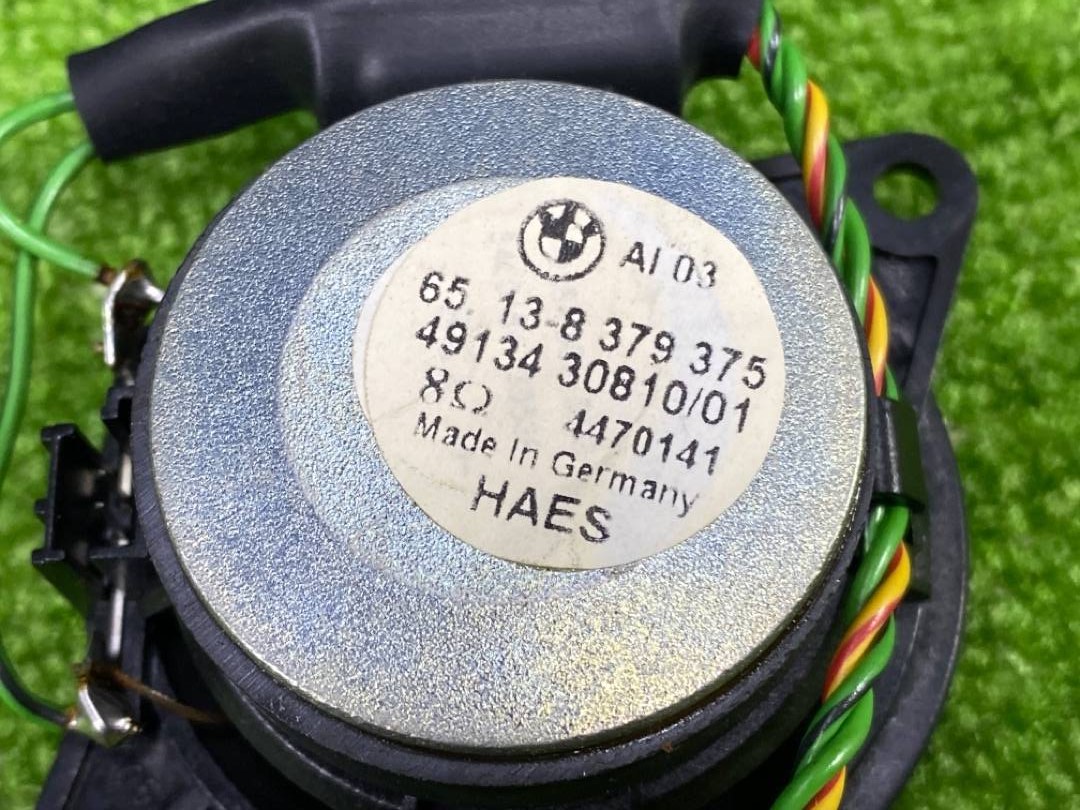 AI 03
65. 13-8 379 375
49134 30810/01
8Ω 4470141
Made In Germany
HAES